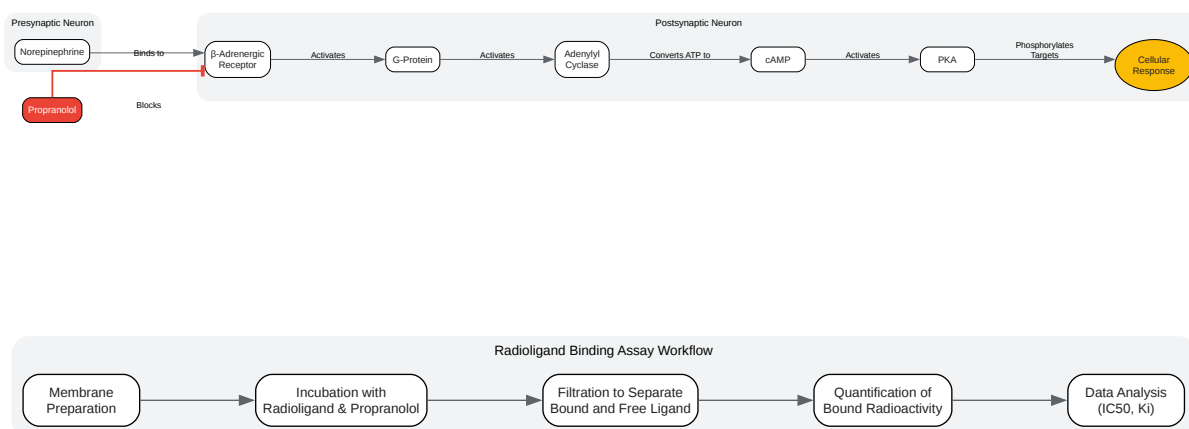 Presynaptic Neuron
Postsynaptic Neuron
Norepinephrine
Binds to
β-Adrenergic
Receptor
Activates
G-Protein
Activates
Adenylyl
Cyclase
Converts ATP to
cAMP
Activates
PKA
Phosphorylates
Targets
Cellular
Response
Propranolol
Blocks
Radioligand Binding Assay Workflow
Membrane
Preparation
Incubation with
Radioligand & Propranolol
Filtration to Separate
Bound and Free Ligand
Quantification of
Bound Radioactivity
Data Analysis
(IC50, Ki)